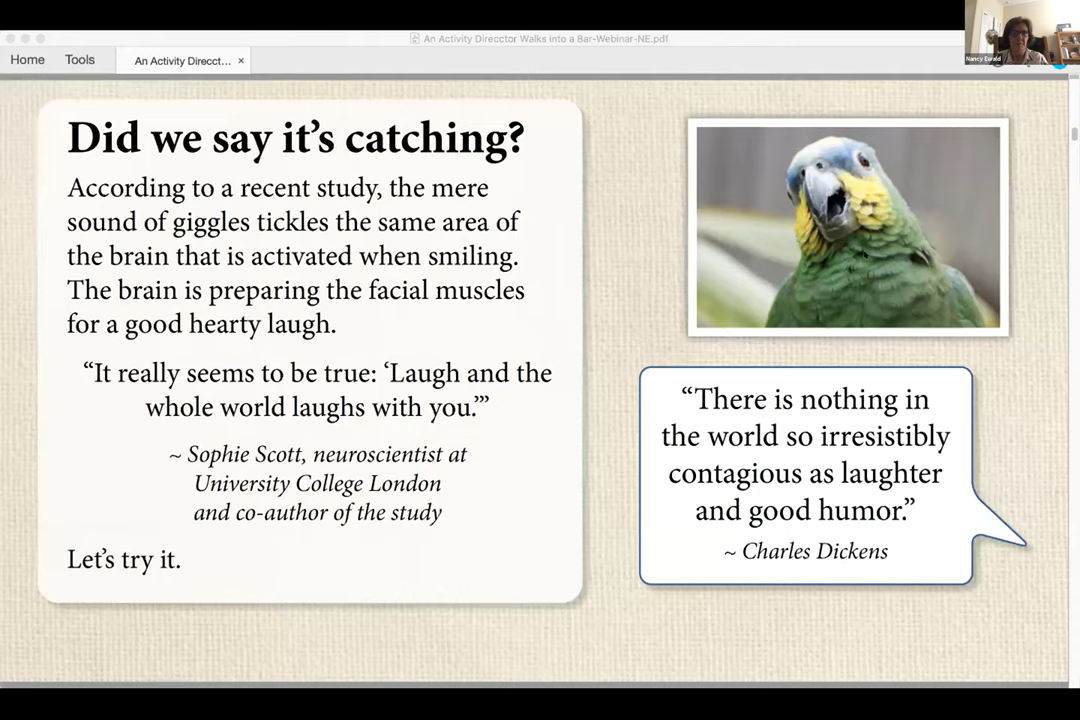 An Activity Direcctor Walks into a Bar-Webinar-NE.pdf
Home Tools An Activity Direcct... ×
Nancy Ewald
Did we say it’s catching?
According to a recent study, the mere
sound of giggles tickles the same area of
the brain that is activated when smiling.
The brain is preparing the facial muscles
for a good hearty laugh.
“It really seems to be true: ‘Laugh and the
whole world laughs with you.’”
~ Sophie Scott, neuroscientist at
University College London
and co-author of the study
Let’s try it.
“There is nothing in
the world so irresistibly
contagious as laughter
and good humor.”
~ Charles Dickens